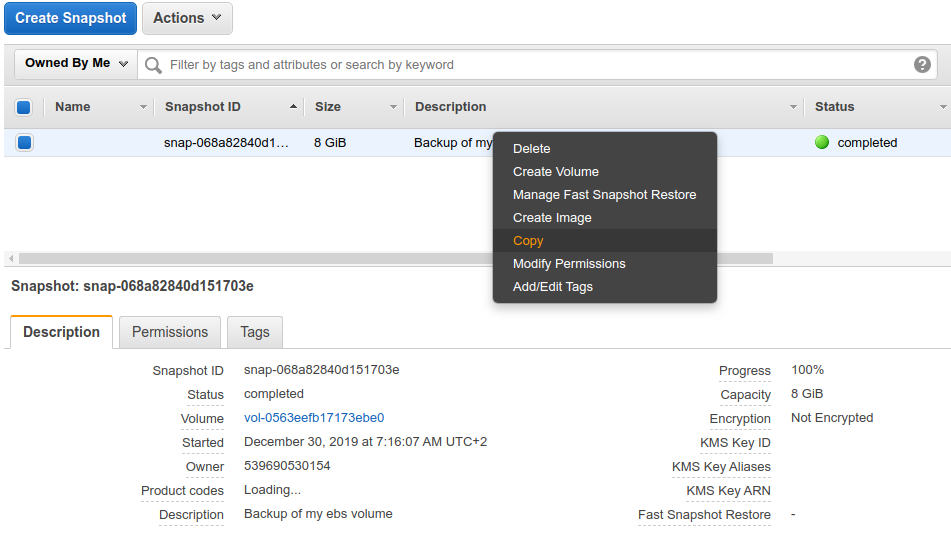 Create Snapshot Actions
Owned By Me Filter by tags and attributes or search by keyword ?
Name Snapshot ID Size Description Status
snap-068a82840d1... 8 GiB Backup of my completed
Delete
Create Volume
Manage Fast Snapshot Restore
Create Image
Copy
Modify Permissions
Add/Edit Tags
Snapshot: snap-068a82840d151703e
Description Permissions Tags
Snapshot ID snap-068a82840d151703e Progress 100%
Status completed Capacity 8 GiB
Volume vol-0563eefb17173ebe0 Encryption Not Encrypted
Started December 30, 2019 at 7:16:07 AM UTC+2 KMS Key ID
Owner 539690530154 KMS Key Aliases
Product codes Loading... KMS Key ARN
Description Backup of my ebs volume Fast Snapshot Restore -